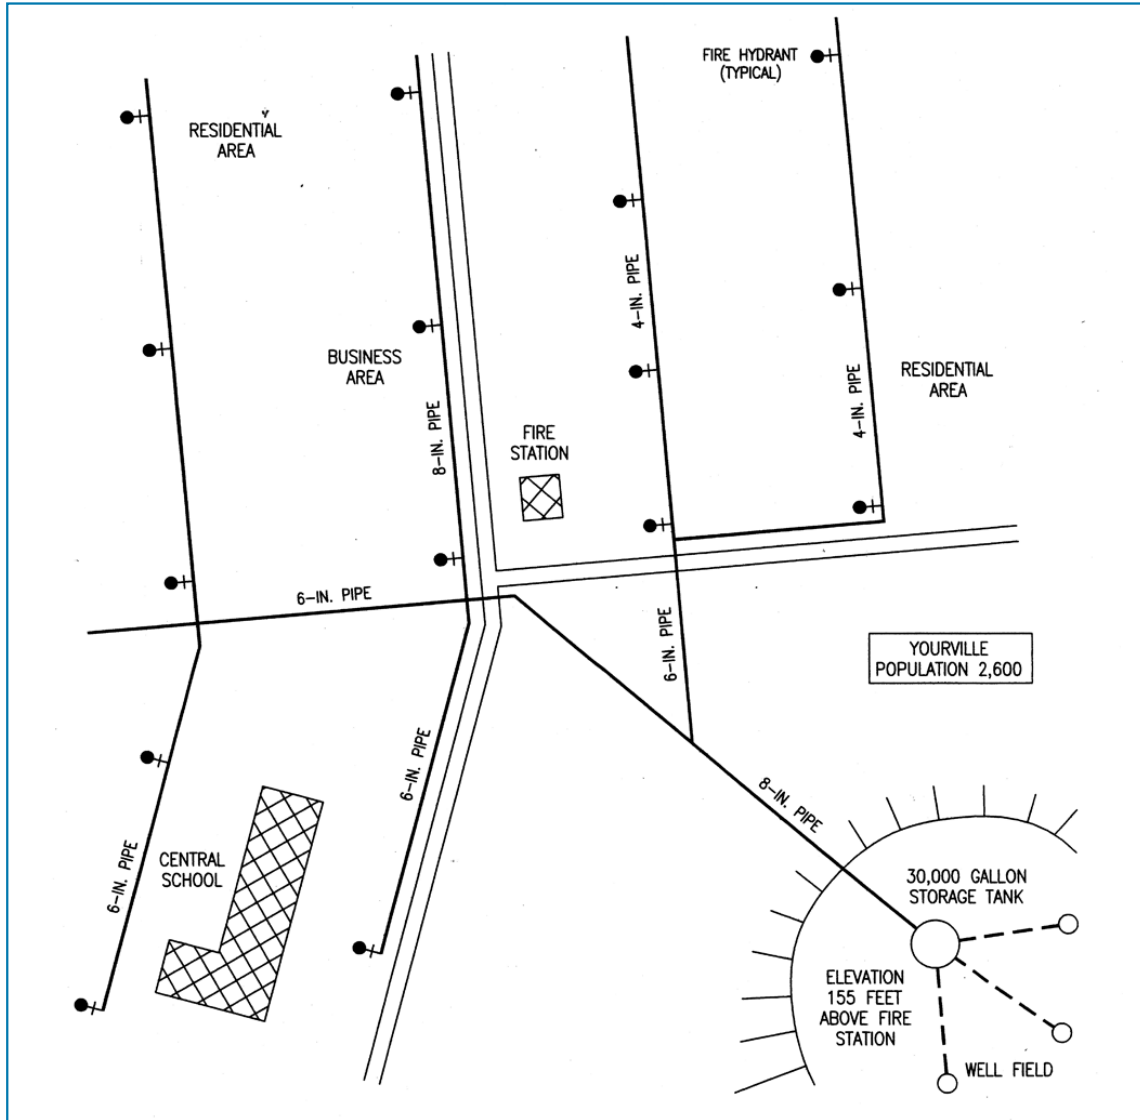 FIRE HYDRANT
(TYPICAL)
RESIDENTIAL
AREA
4-IN. PIPE
BUSINESS
AREA
RESIDENTIAL
AREA
8-IN. PIPE
4-IN. PIPE
FIRE
STATION
6-IN. PIPE
6-IN. PIPE
YOURVILLE
POPULATION 2,600
6-IN. PIPE
8-IN. PIPE
6-IN. PIPE
CENTRAL
SCHOOL
30,000 GALLON
STORAGE TANK
ELEVATION
155 FEET
ABOVE FIRE
STATION
WELL FIELD